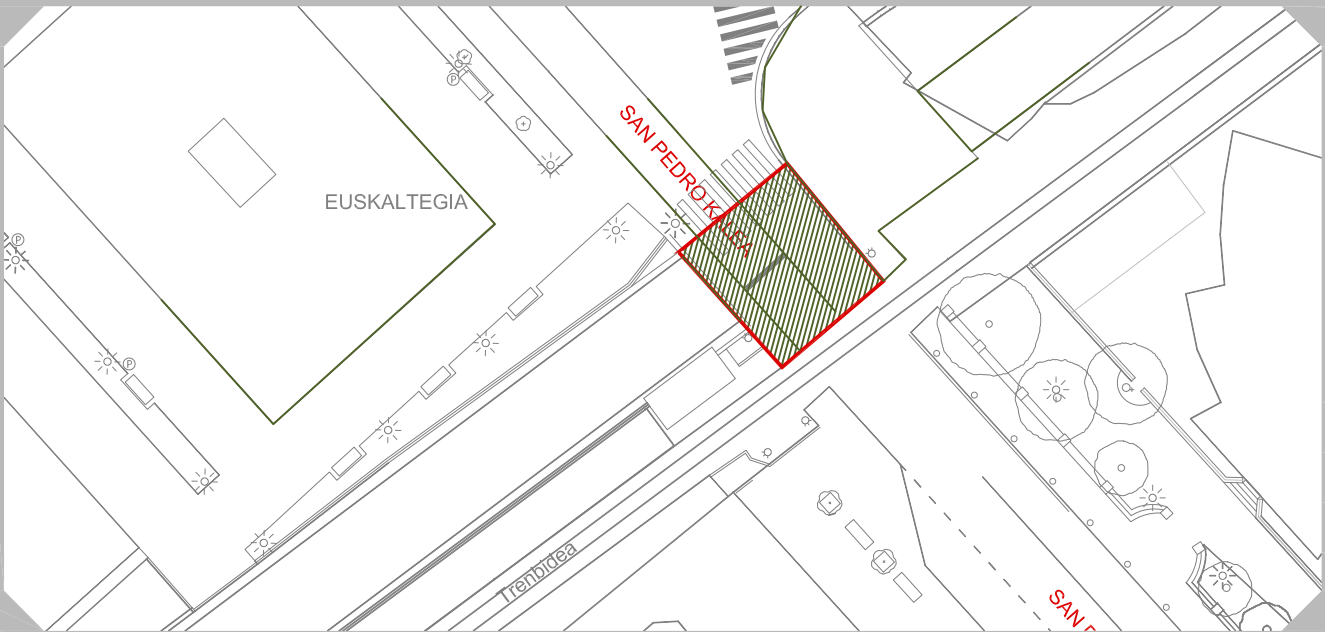 SAN PEDRO KALEA
EUSKALTEGIA
P
P
P
Trenbidea
SAN P